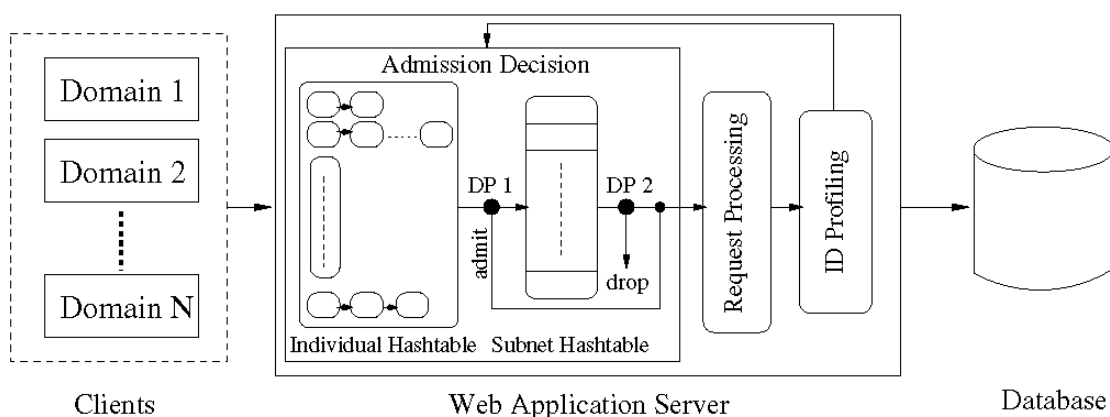 Domain 1
Domain 2
Domain N
Clients
Admission Decision
DP 1
DP 2
admit
drop
Individual Hashtable
Subnet Hashtable
Request Processing
ID Profiling
Web Application Server
Database